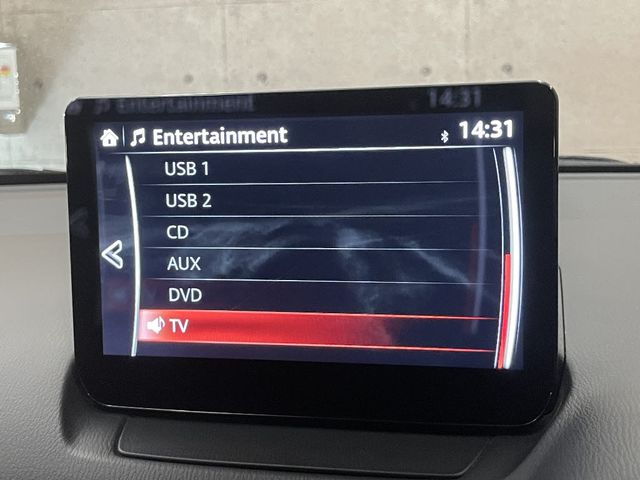 Entertainment 14:31
USB 1
USB 2
CD
AUX
DVD
TV